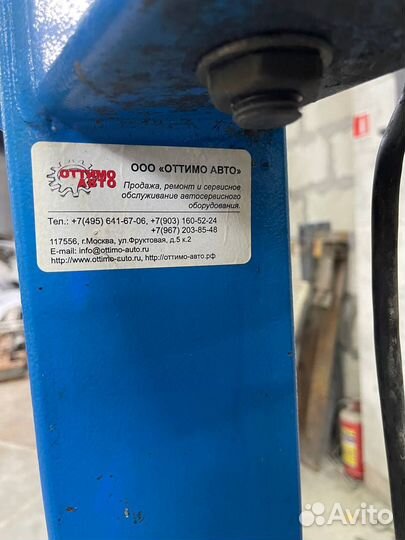 ОТТИМО
АВТО
ООО «ОТТИМО АВТО»
Продажа, ремонт и сервисное
обслуживание автосервисного
оборудования.
Тел.: +7(495) 641-67-06, +7(903) 160-52-24
+7(967) 203-85-48
117556, г.Москва, ул.Фруктовая, д.5 к.2
E-mail: info@ottimo-auto.ru
http://www.ottimo-auto.ru, http://оттимо-авто.рф
Avito